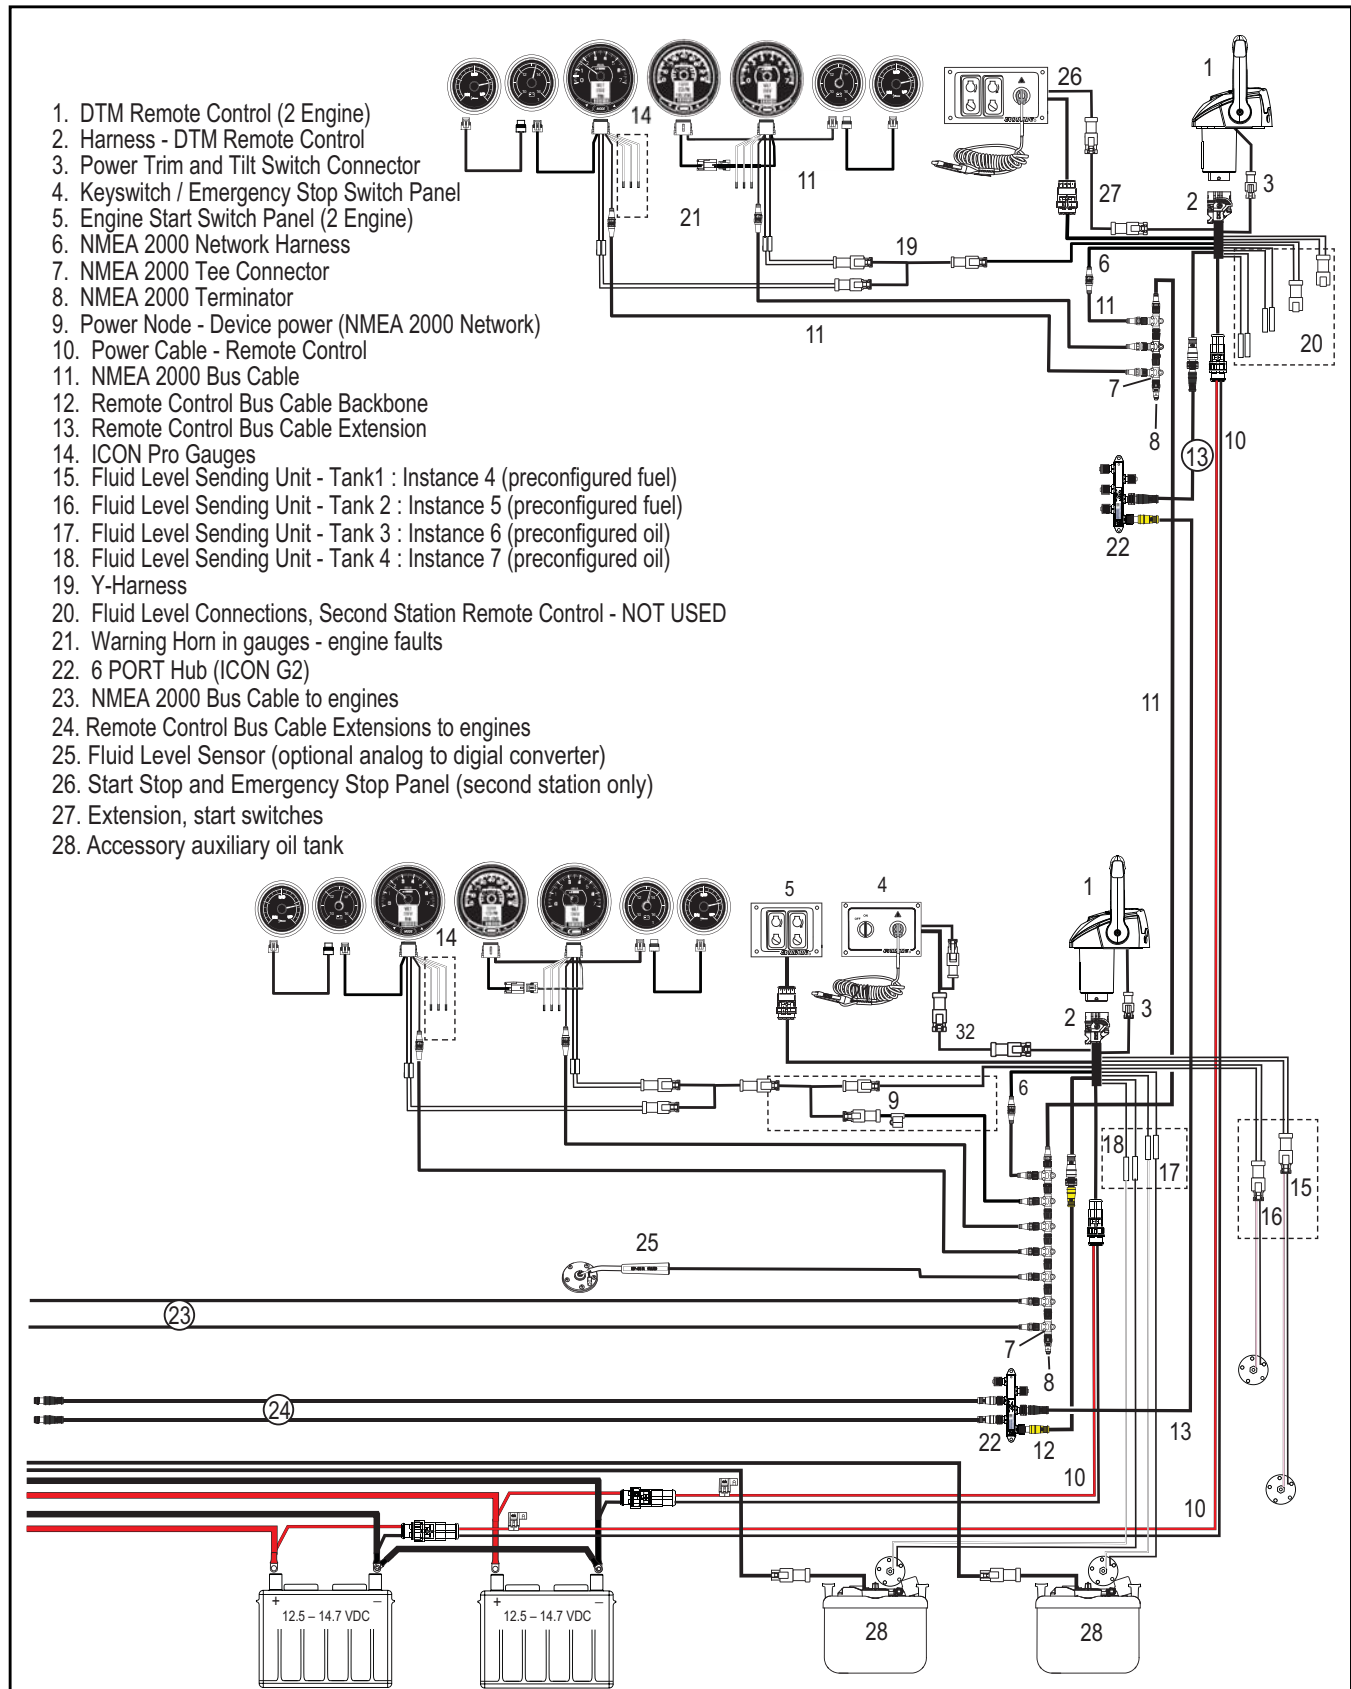 1. DTM Remote Control (2 Engine)
2. Harness - DTM Remote Control
3. Power Trim and Tilt Switch Connector
4. Keyswitch / Emergency Stop Switch Panel
5. Engine Start Switch Panel (2 Engine)
6. NMEA 2000 Network Harness
7. NMEA 2000 Tee Connector
8. NMEA 2000 Terminator
9. Power Node - Device power (NMEA 2000 Network)
10. Power Cable - Remote Control
11. NMEA 2000 Bus Cable
12. Remote Control Bus Cable Backbone
13. Remote Control Bus Cable Extension
14. ICON Pro Gauges
15. Fluid Level Sending Unit - Tank1 : Instance 4 (preconfigured fuel)
16. Fluid Level Sending Unit - Tank 2 : Instance 5 (preconfigured fuel)
17. Fluid Level Sending Unit - Tank 3 : Instance 6 (preconfigured oil)
18. Fluid Level Sending Unit - Tank 4 : Instance 7 (preconfigured oil)
19. Y-Harness
20. Fluid Level Connections, Second Station Remote Control - NOT USED
21. Warning Horn in gauges - engine faults
22. 6 PORT Hub (ICON G2)
23. NMEA 2000 Bus Cable to engines
24. Remote Control Bus Cable Extensions to engines
25. Fluid Level Sensor (optional analog to digial converter)
26. Start Stop and Emergency Stop Panel (second station only)
27. Extension, start switches
28. Accessory auxiliary oil tank
26
1
14
11
27
2
3
21
19
6
11
11
20
7
8
13
10
22
11
5
4
1
14
OFF
ON
32
2
3
9
6
18
17
15
16
25
23
7
8
24
22
12
13
10
10
+
–
12.5 – 14.7 VDC
+
–
12.5 – 14.7 VDC
28
28